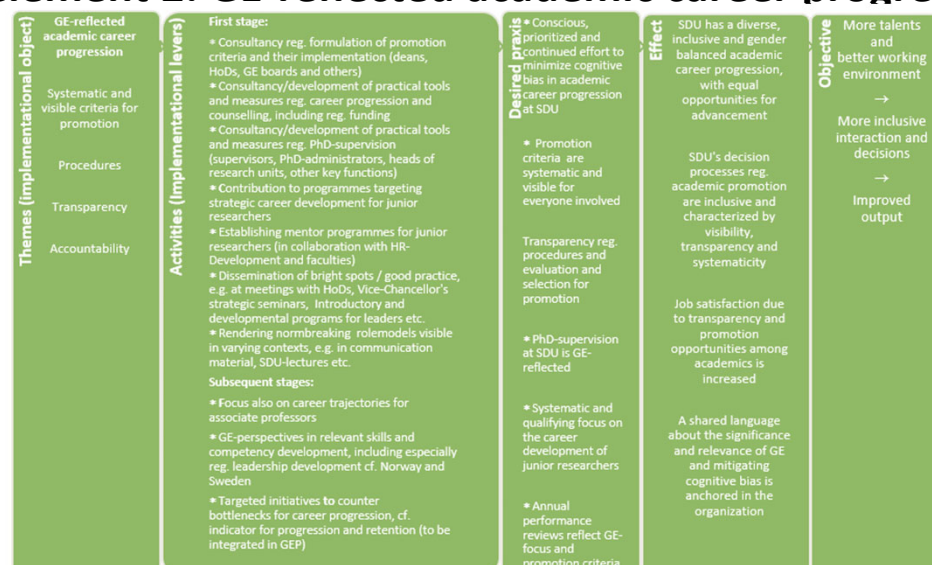 GE-reflected academic career progre
Themes (implementational object)
GE-reflected
academic career
progression
Systematic and
visible criteria for
promotion
Procedures
Transparency
Accountability
Activities (Implementational levers)
First stage:
* Consultancy reg. formulation of promotion
criteria and their implementation (deans,
HoDs, GE boards and others)
* Consultancy/development of practical tools
and measures reg. career progression and
counselling, including reg. funding
* Consultancy/development of practical tools
and measures reg. PhD-supervision
(supervisors, PhD-administrators, heads of
research units, other key functions)
* Contribution to programmes targeting
strategic career development for junior
researchers
* Establishing mentor programmes for junior
researchers (in collaboration with HR-
Development and faculties)
* Dissemination of bright spots / good practice,
e.g. at meetings with HoDs, Vice-Chancellor's
strategic seminars, Introductory and
developmental programs for leaders etc.
* Rendering normbreaking rolemodels visible
in varying contexts, e.g. in communication
material, SDU-lectures etc.
Subsequent stages:
* Focus also on career trajectories for
associate professors
* GE-perspectives in relevant skills and
competency development, including especially
reg. leadership development cf. Norway and
Sweden
* Targeted initiatives to counter
bottlenecks for career progression, cf.
indicator for progression and retention (to be
integrated in GEP)
Desired praxis
* Conscious,
prioritized and
continued effort to
minimize cognitive
bias in academic
career progression
at SDU
* Promotion
criteria are
systematic and
visible for
everyone involved
Transparency reg.
procedures and
evaluation and
selection for
promotion
* PhD-supervision
at SDU is GE-
reflected
* Systematic and
qualifying focus on
the career
development of
junior researchers
* Annual
performance
reviews reflect GE-
focus and
promotion criteria
Effect
SDU has a diverse,
inclusive and gender
balanced academic
career progression,
with equal
opportunities for
advancement
SDU's decision
processes reg.
academic promotion
are inclusive and
characterized by
visibility,
transparency and
systematicity
Job satisfaction due
to transparency and
promotion
opportunities among
academics is
increased
A shared language
about the significance
and relevance of GE
and mitigating
cognitive bias is
anchored in the
organization
Objective
More talents
and
better working
environment
→
More inclusive
interaction and
decisions
→
Improved
output